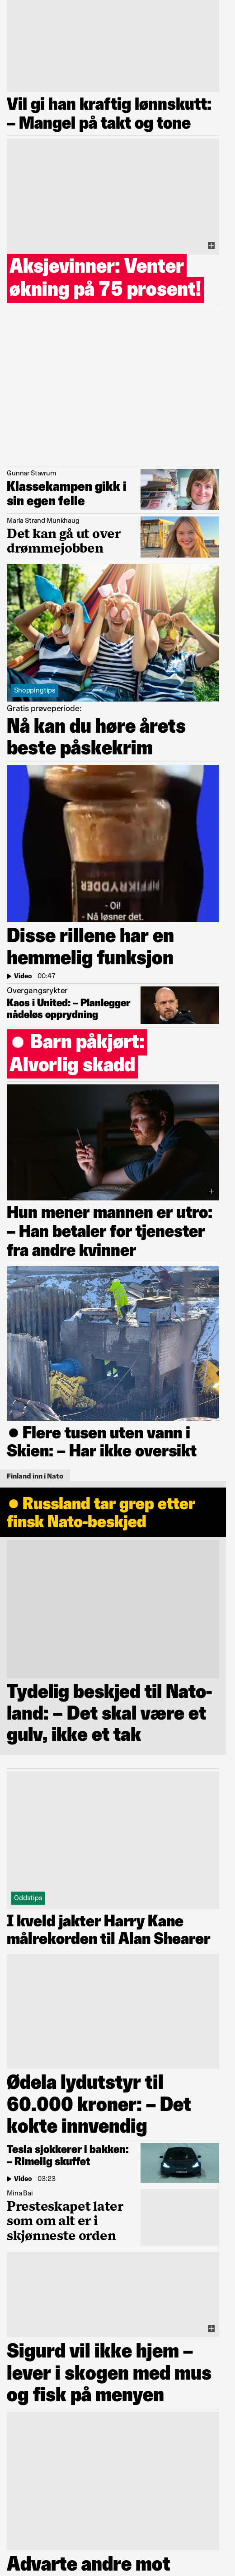 Vil gi han kraftig lønnskutt:
– Mangel på takt og tone
Aksjevinner: Venter
økning på 75 prosent!
Gunnar Stavrum
Klassekampen gikk i
sin egen felle
Maria Strand Munkhaug
Det kan gå ut over
drømmejobben
Shoppingtips
Gratis prøveperiode:
Nå kan du høre årets
beste påskekrim
- Oi!
- Nå løsner det.
Disse rillene har en
hemmelig funksjon
Video | 00:47
Overgangsrykter
Kaos i United: – Planlegger
nådeløs opprydning
● Barn påkjørt:
Alvorlig skadd
Hun mener mannen er utro:
– Han betaler for tjenester
fra andre kvinner
● Flere tusen uten vann i
Skien: – Har ikke oversikt
Finland inn i Nato
● Russland tar grep etter
finsk Nato-beskjed
Tydelig beskjed til Nato-
land: – Det skal være et
gulv, ikke et tak
Oddstips
I kveld jakter Harry Kane
målrekorden til Alan Shearer
Ødela lydutstyr til
60.000 kroner: – Det
kokte innvendig
Tesla sjokkerer i bakken:
– Rimelig skuffet
Video | 03:23
Mina Bai
Presteskapet later
som om alt er i
skjønneste orden
Sigurd vil ikke hjem –
lever i skogen med mus
og fisk på menyen
Advarte andre mot